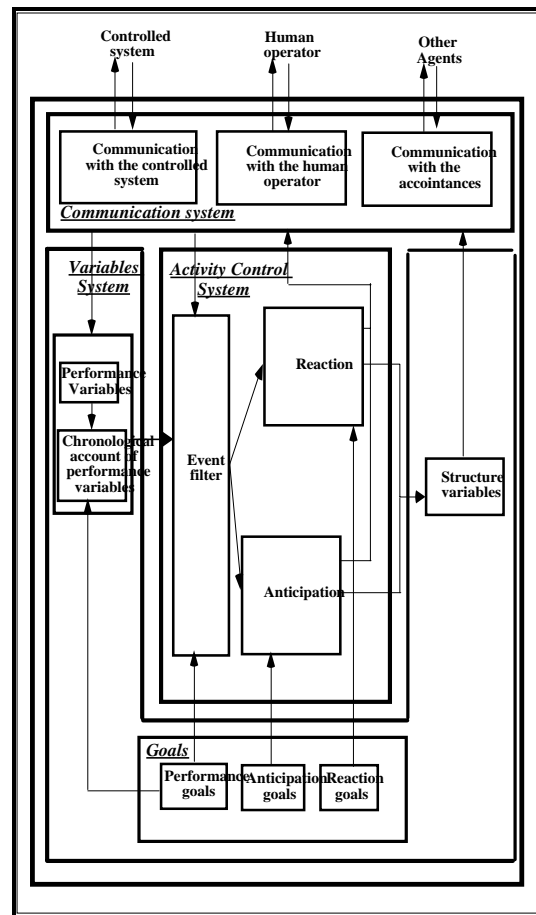 Controlled
system
Human
operator
Other
Agents
Communication
with the controlled
system
Communication
with the human
operator
Communication
with the
accointances
Communication system
Variables
System
Activity Control
System
Performance
Variables
Chronological
account of
performance
variables
Event
filter
Reaction
Anticipation
Structure
variables
Goals
Performance
goals
Anticipation
goals
Reaction
goals